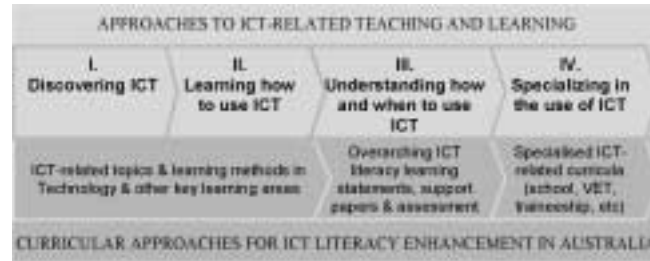 APPROACHES TO ICT-RELATED TEACHING AND LEARNING
I.
Discovering ICT
II.
Learning how
to use ICT
III.
Understanding how
and when to use
ICT
IV.
Specializing in
the use of ICT
ICT-related topics & learning methods in
Technology & other key learning areas
Overarching ICT
literacy learning
statements, support
papers & assessment
Specialised ICT-
related curricula
(school, VET,
traineeship, etc)
CURRICULAR APPROACHES FOR ICT LITERACY ENHANCEMENT IN AUSTRALIA